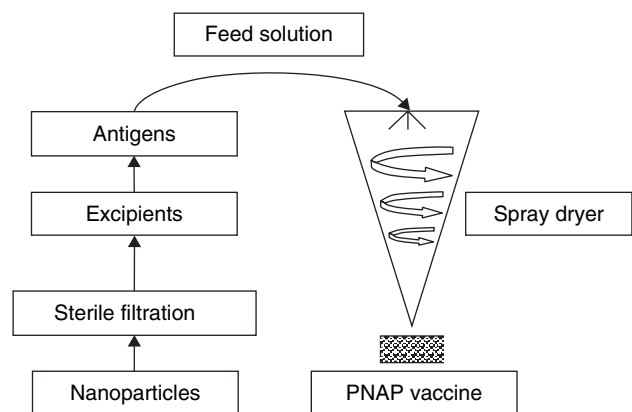 Feed solution
Antigens
Excipients
Spray dryer
Sterile filtration
Nanoparticles
PNAP vaccine